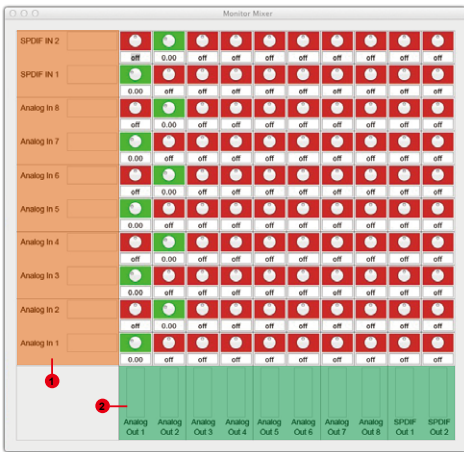 Monitor Mixer
SPDIF IN 2
off 0.00 off off off off off off off off
SPDIF IN 1
0.00 off off off off off off off off off
Analog In 8
off 0.00 off off off off off off off off
Analog In 7
0.00 off off off off off off off off off
Analog In 6
off 0.00 off off off off off off off off
Analog In 5
0.00 off off off off off off off off off
Analog In 4
off 0.00 off off off off off off off off
Analog In 3
0.00 off off off off off off off off off
Analog In 2
off 0.00 off off off off off off off off
Analog In 1
0.00 off off off off off off off off off
1
2
Analog Analog Analog Analog Analog Analog Analog Analog SPDIF SPDIF
Out 1 Out 2 Out 3 Out 4 Out 5 Out 6 Out 7 Out 8 Out 1 Out 2